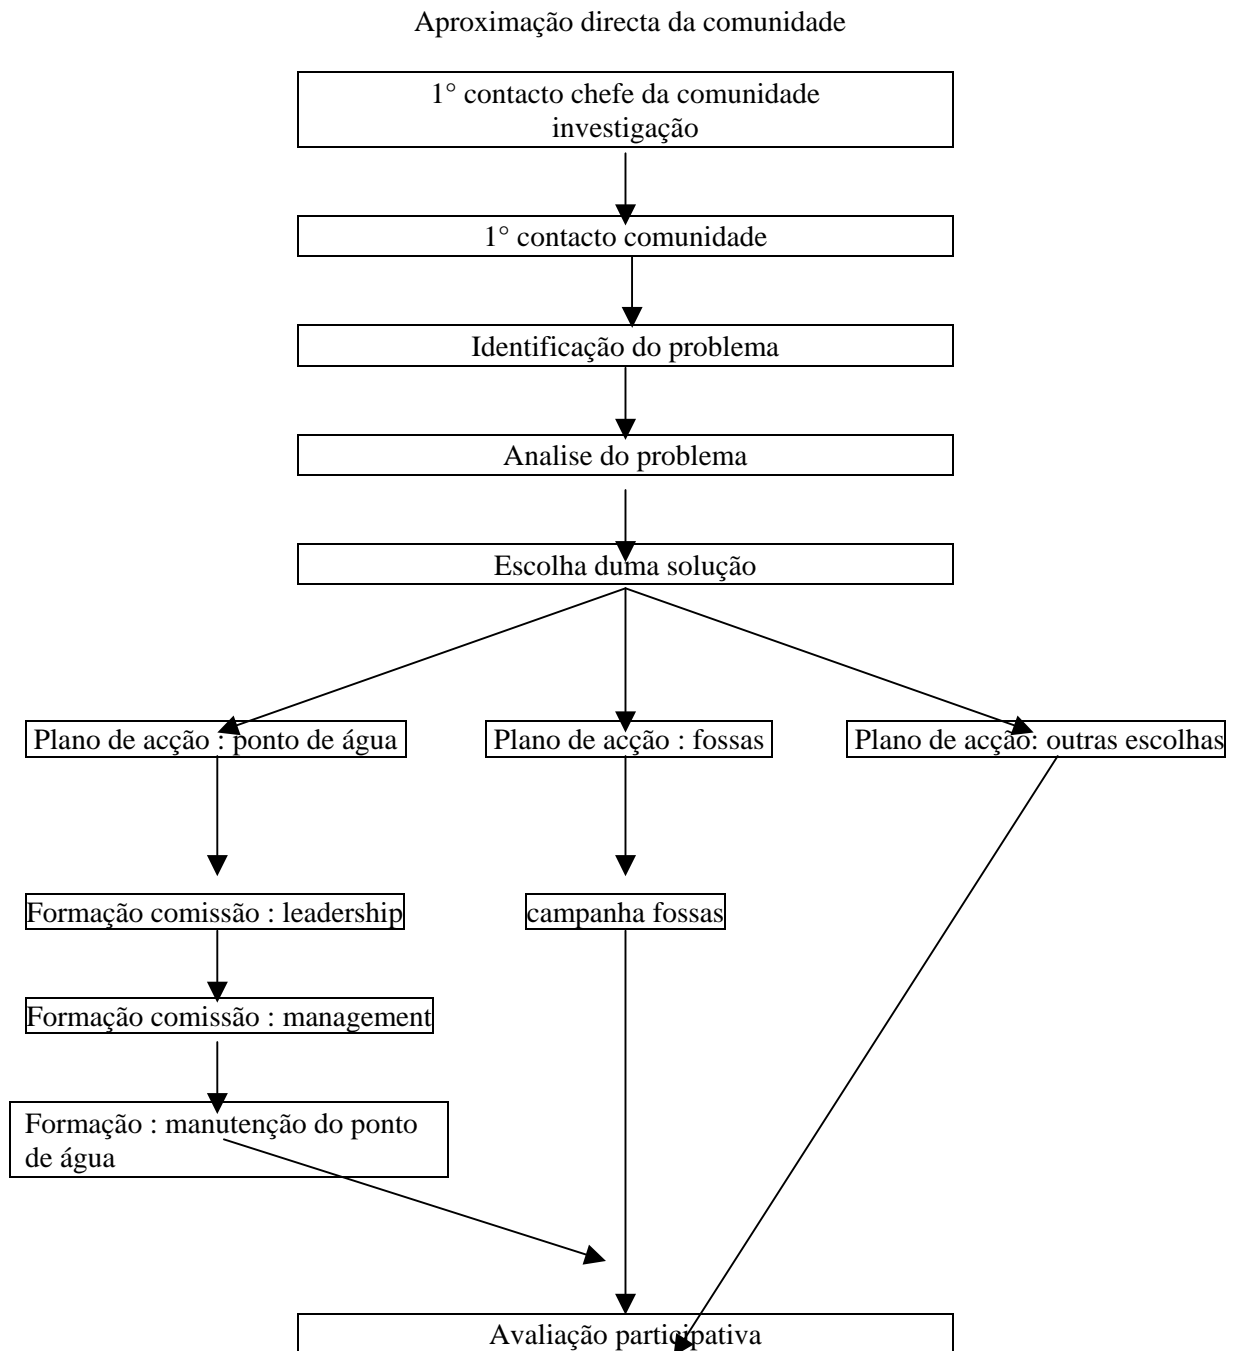 Aproximação directa da comunidade
1° contacto chefe da comunidade
investigação
1° contacto comunidade
Identificação do problema
Analise do problema
Escolha duma solução
Plano de acção : ponto de água
Plano de acção : fossas
Plano de acção: outras escolhas
Formação comissão : leadership
campanha fossas
Formação comissão : management
Formação : manutenção do ponto
de água
Avaliação participativa